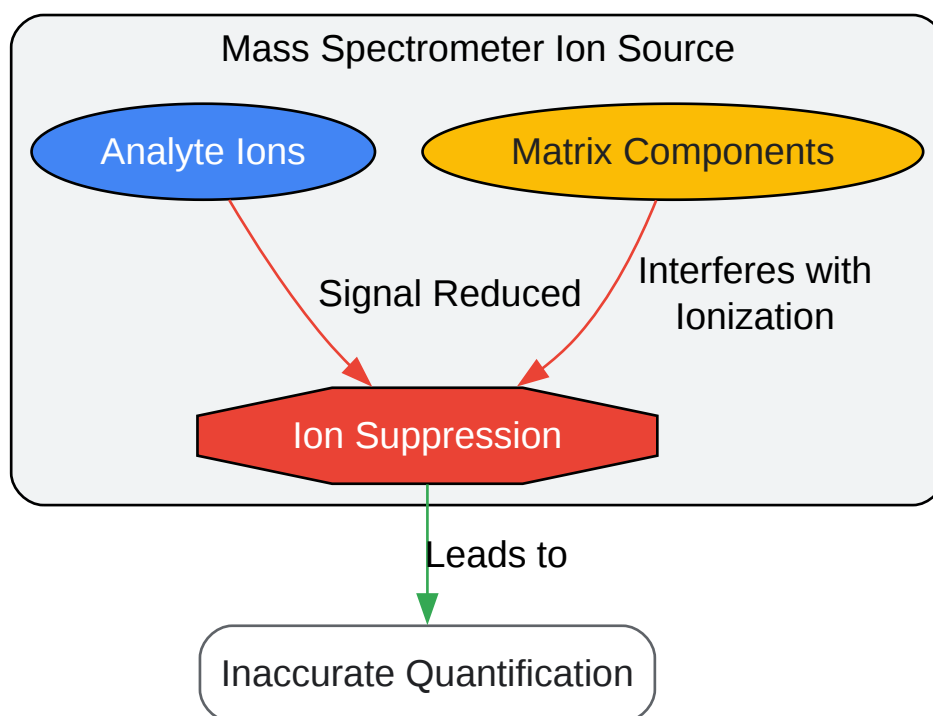 Mass Spectrometer Ion Source
Analyte Ions
Matrix Components
Signal Reduced
Interferes with
Ionization
Ion Suppression
Leads to
Inaccurate Quantification